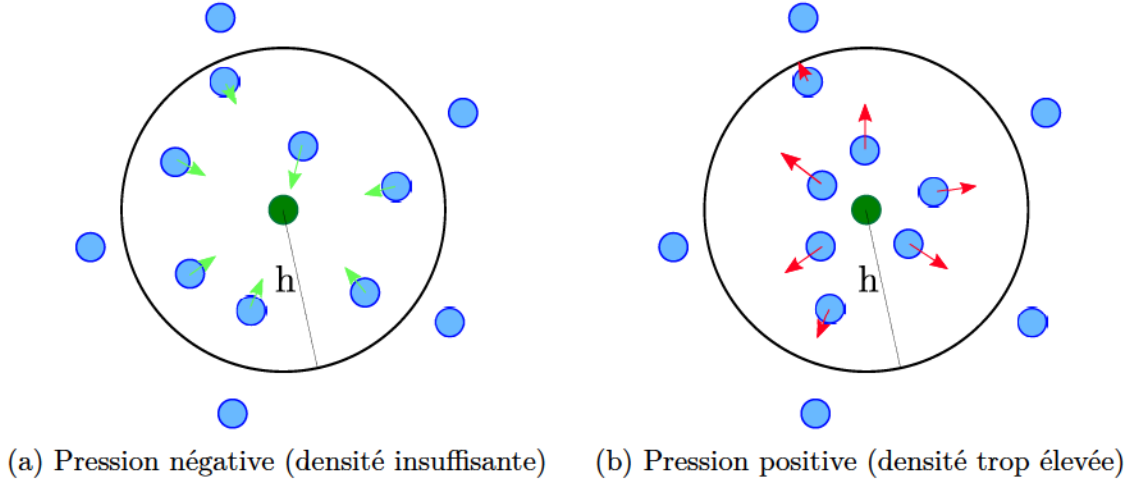 h
h
(a) Pression négative (densité insuffisante)
(b) Pression positive (densité trop élevée)